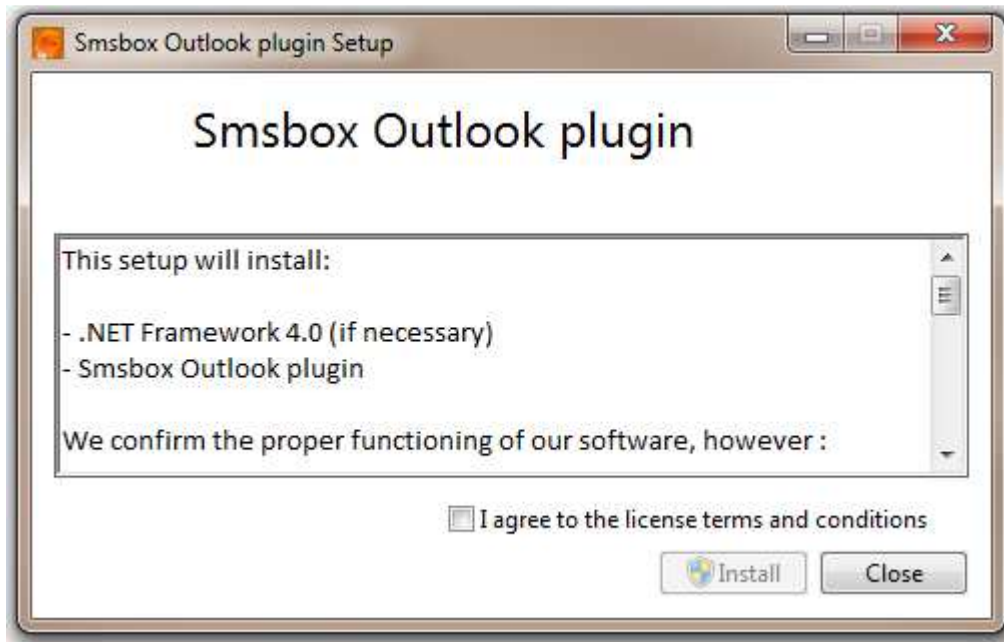 Smsbox Outlook plugin Setup
Smsbox Outlook plugin
This setup will install:
- .NET Framework 4.0 (if necessary)
- Smsbox Outlook plugin
We confirm the proper functioning of our software, however :
I agree to the license terms and conditions
Install
Close